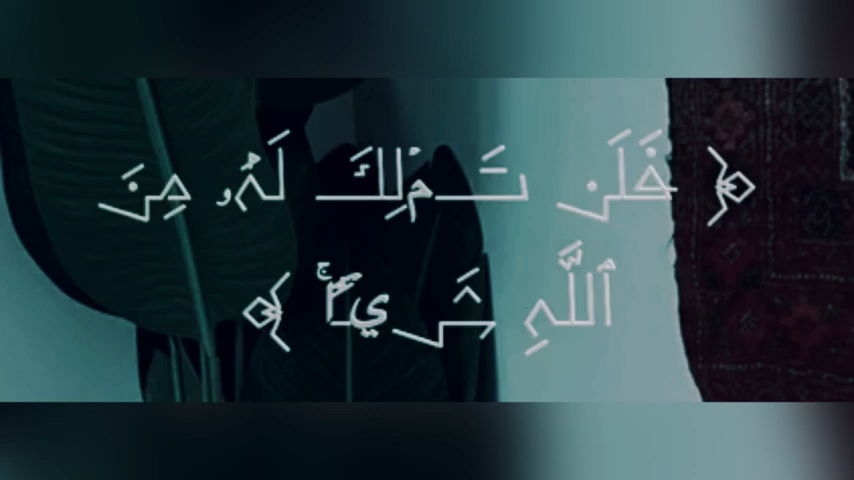 ﴿ فَلَن تَمْلِكَ لَهُۥ مِنَ
ٱللَّهِ شَيْـًٔاۚ ﴾